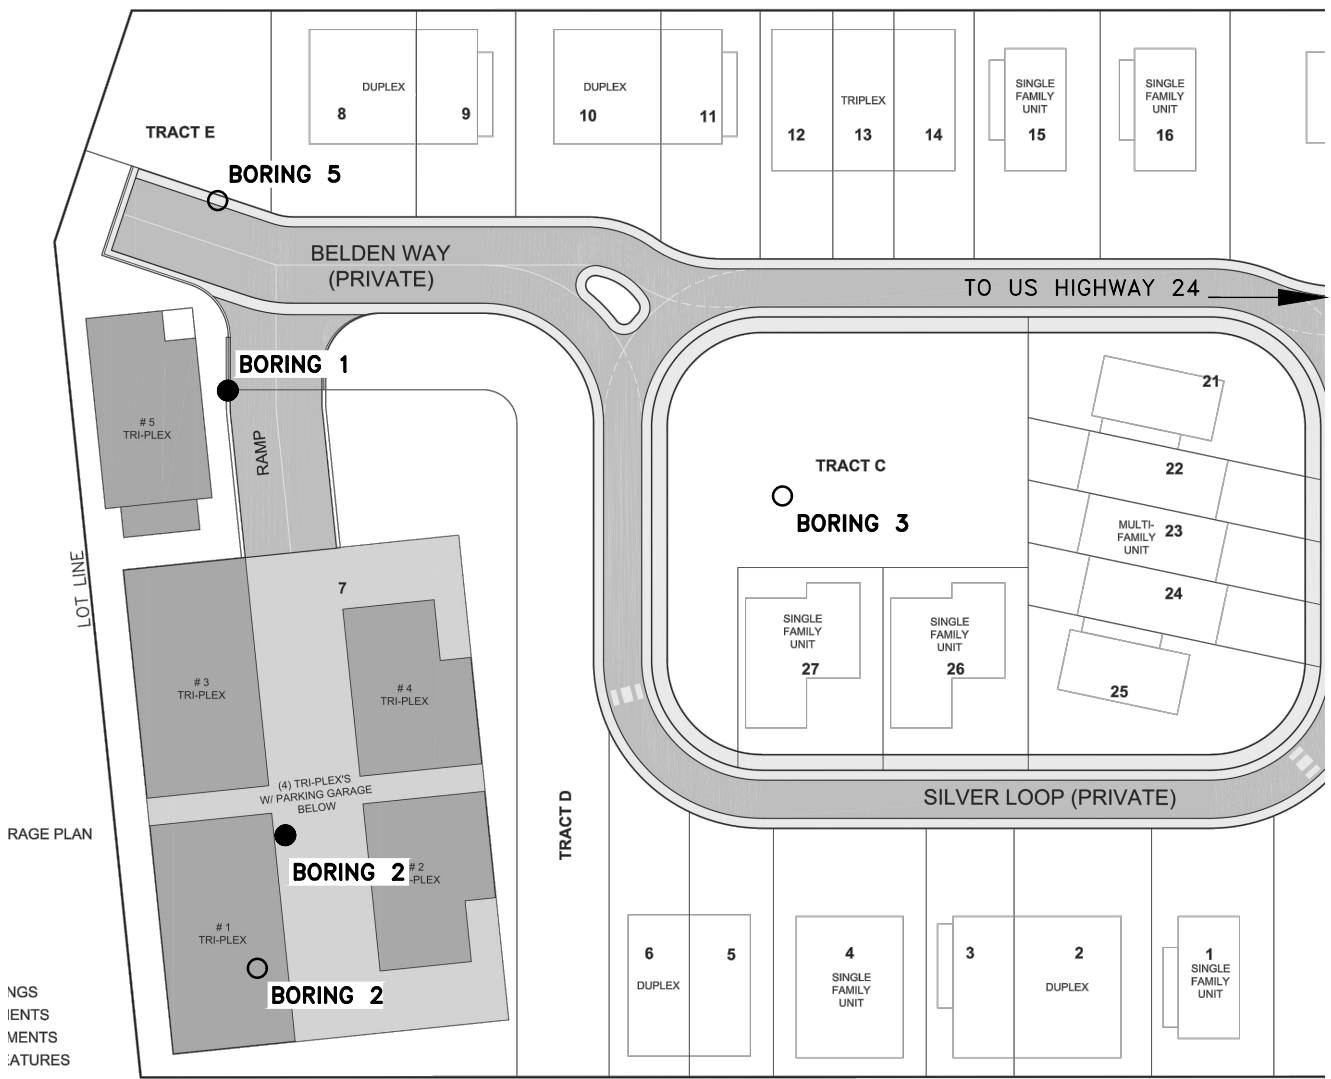 TRACT E
DUPLEX
8
9
DUPLEX
10
11
TRIPLEX
12
13
14
SINGLE
FAMILY
UNIT
15
SINGLE
FAMILY
UNIT
16
BORING 5
BELDEN WAY
(PRIVATE)
TO US HIGHWAY 24
BORING 1
# 5
TRI-PLEX
RAMP
LOT LINE
TRACT C
BORING 3
21
22
MULTI-
FAMILY
UNIT
23
24
25
7
SINGLE
FAMILY
UNIT
27
SINGLE
FAMILY
UNIT
26
# 3
TRI-PLEX
# 4
TRI-PLEX
(4) TRI-PLEX'S
W/ PARKING GARAGE
BELOW
SILVER LOOP (PRIVATE)
TRACT D
RAGE PLAN
BORING 2
# 2
-PLEX
# 1
TRI-PLEX
BORING 2
6
5
DUPLEX
4
SINGLE
FAMILY
UNIT
3
2
DUPLEX
1
SINGLE
FAMILY
UNIT
NGS
MENTS
EATURES